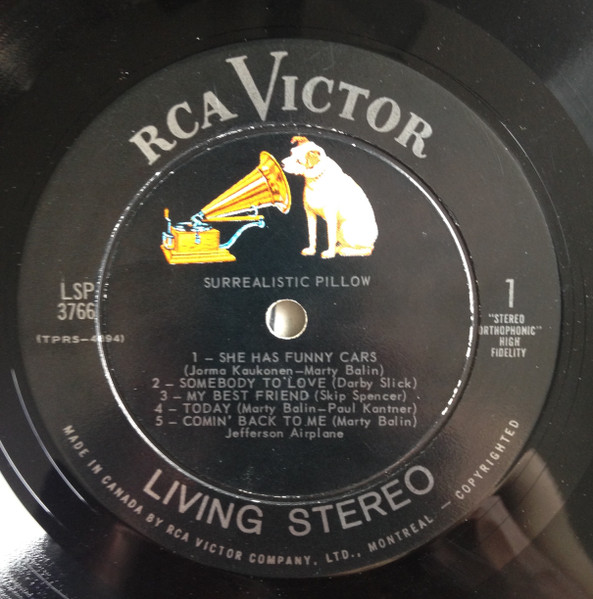 RCA VICTOR
SURREALISTIC PILLOW
LSP-
3766
(TPRS-4894)
1
"STEREO
ORTHOPHONIC"
HIGH
FIDELITY
1 – SHE HAS FUNNY CARS
(Jorma Kaukonen–Marty Balin)
2 – SOMEBODY TO LOVE (Darby Slick)
3 – MY BEST FRIEND (Skip Spencer)
4 – TODAY (Marty Balin–Paul Kantner)
5 – COMIN' BACK TO ME (Marty Balin)
Jefferson Airplane
LIVING STEREO
MADE IN CANADA BY RCA VICTOR COMPANY, LTD., MONTREAL – COPYRIGHTED